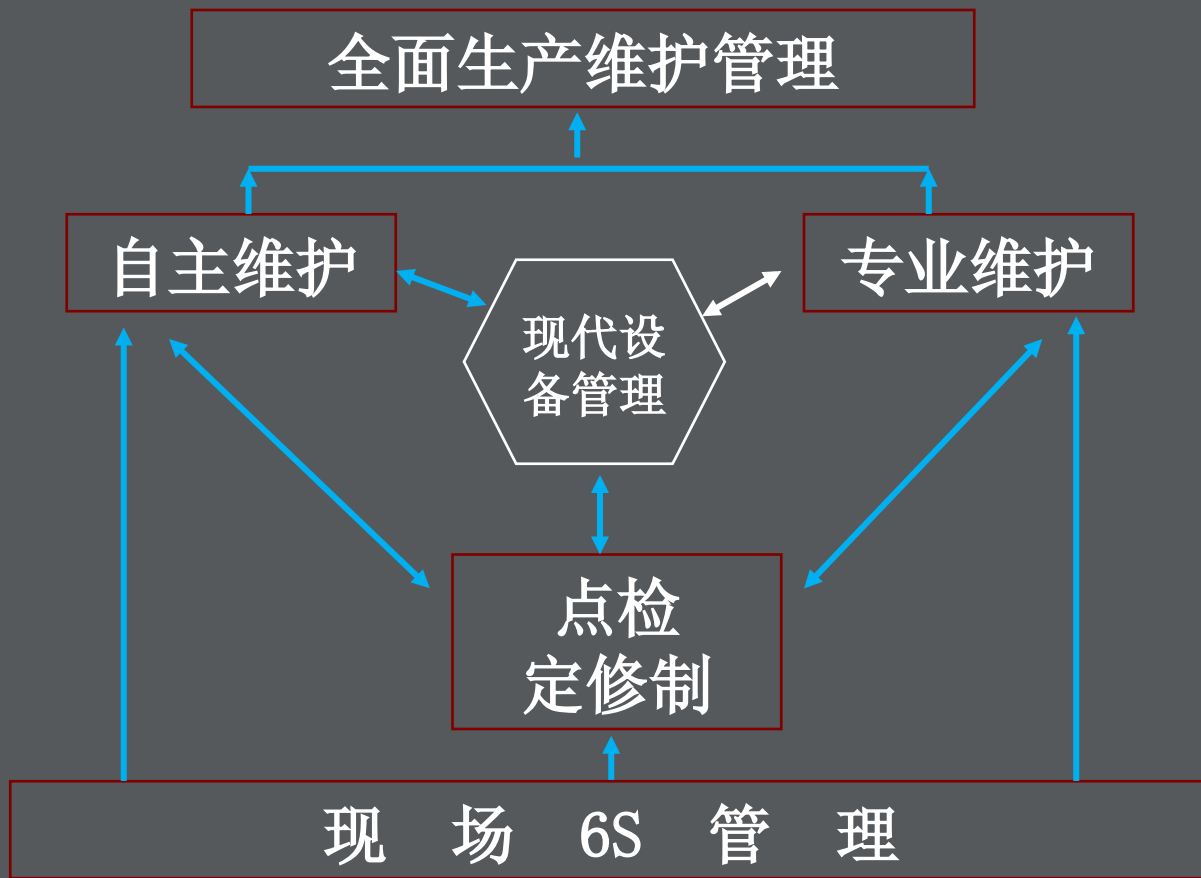 全面生产维护管理
自主维护
专业维护
现代设
备管理
点检
定修制
现 场 6S 管 理